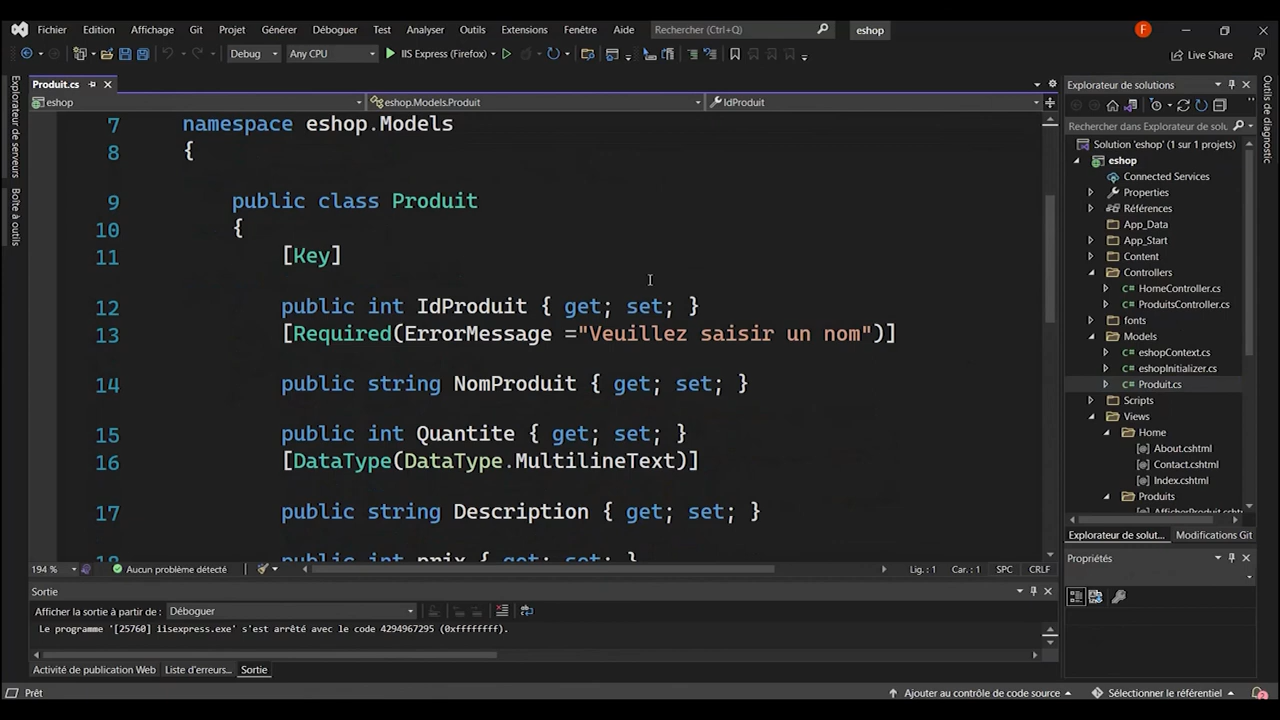 Fichier Edition Affichage Git Projet Générer Déboguer Test Analyser Outils Extensions Fenêtre Aide Rechercher (Ctrl+Q) eshop F
Debug Any CPU IIS Express (Firefox) Live Share
Produit.cs
eshop eshop.Models.Produit IdProduit
7 namespace eshop.Models
8 {
9 public class Produit
10 {
11 [Key]
12 public int IdProduit { get; set; }
13 [Required(ErrorMessage ="Veuillez saisir un nom")]
14 public string NomProduit { get; set; }
15 public int Quantite { get; set; }
16 [DataType(DataType.MultilineText)]
17 public string Description { get; set; }
18 public int prix { get; set; }
194 % Aucun problème détecté Lig. : 1 Car. : 1 SPC CRLF
Sortie
Afficher la sortie à partir de : Déboguer
Le programme '[25760] iisexpress.exe' s'est arrêté avec le code 4294967295 (0xffffffff).
Activité de publication Web Liste d'erreurs... Sortie
Prêt Ajouter au contrôle de code source Sélectionner le référentiel 2
Explorateur de serveurs
Boîte à outils
Explorateur de solutions
Rechercher dans Explorateur de solu
Solution 'eshop' (1 sur 1 projets)
eshop
Connected Services
Properties
Références
App_Data
App_Start
Content
Controllers
HomeController.cs
ProduitsController.cs
fonts
Models
eshopContext.cs
eshopInitializer.cs
Produit.cs
Scripts
Views
Home
About.cshtml
Contact.cshtml
Index.cshtml
Produits
AfficherProduit.csht
Explorateur de solut... Modifications Git
Propriétés
Outils de diagnostic